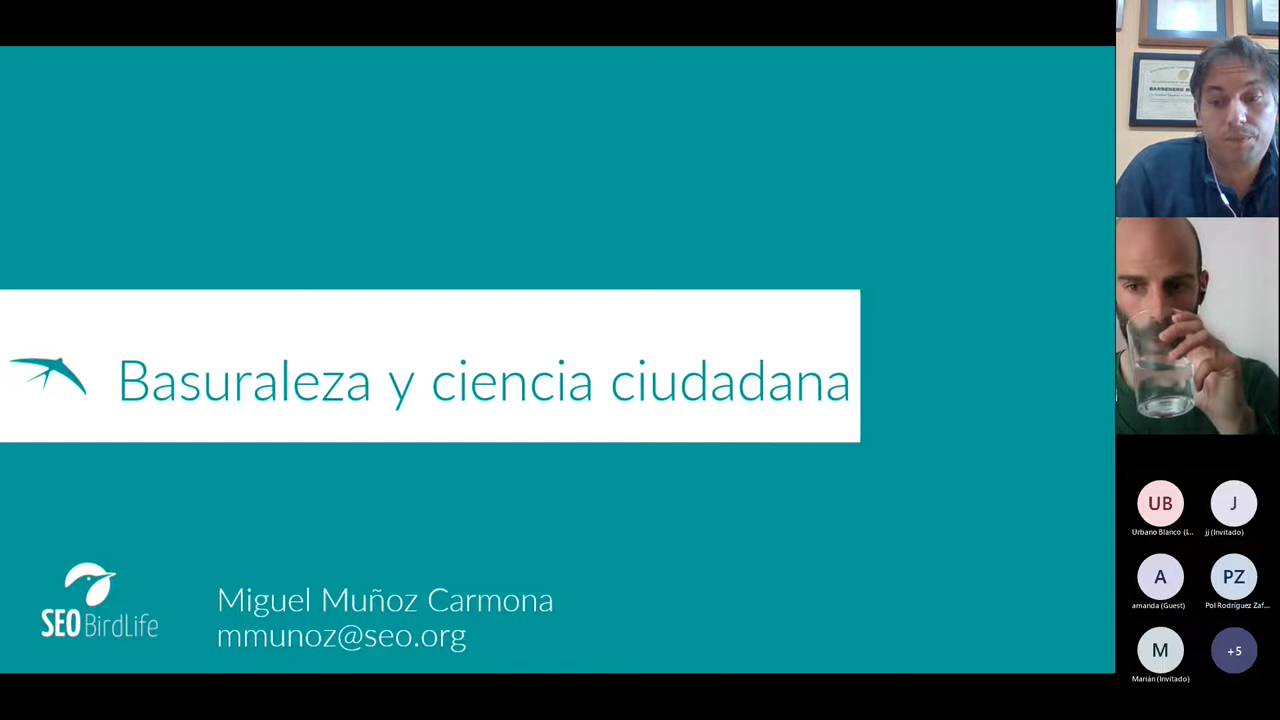 Basuraleza y ciencia ciudadana
SEO BirdLife
Miguel Muñoz Carmona
mmunoz@seo.org
UB
Urbano Blanco (I...
J
jj (Invitado)
A
amanda (Guest)
PZ
Pol Rodríguez Zaf...
M
Marián (Invitado)
+5